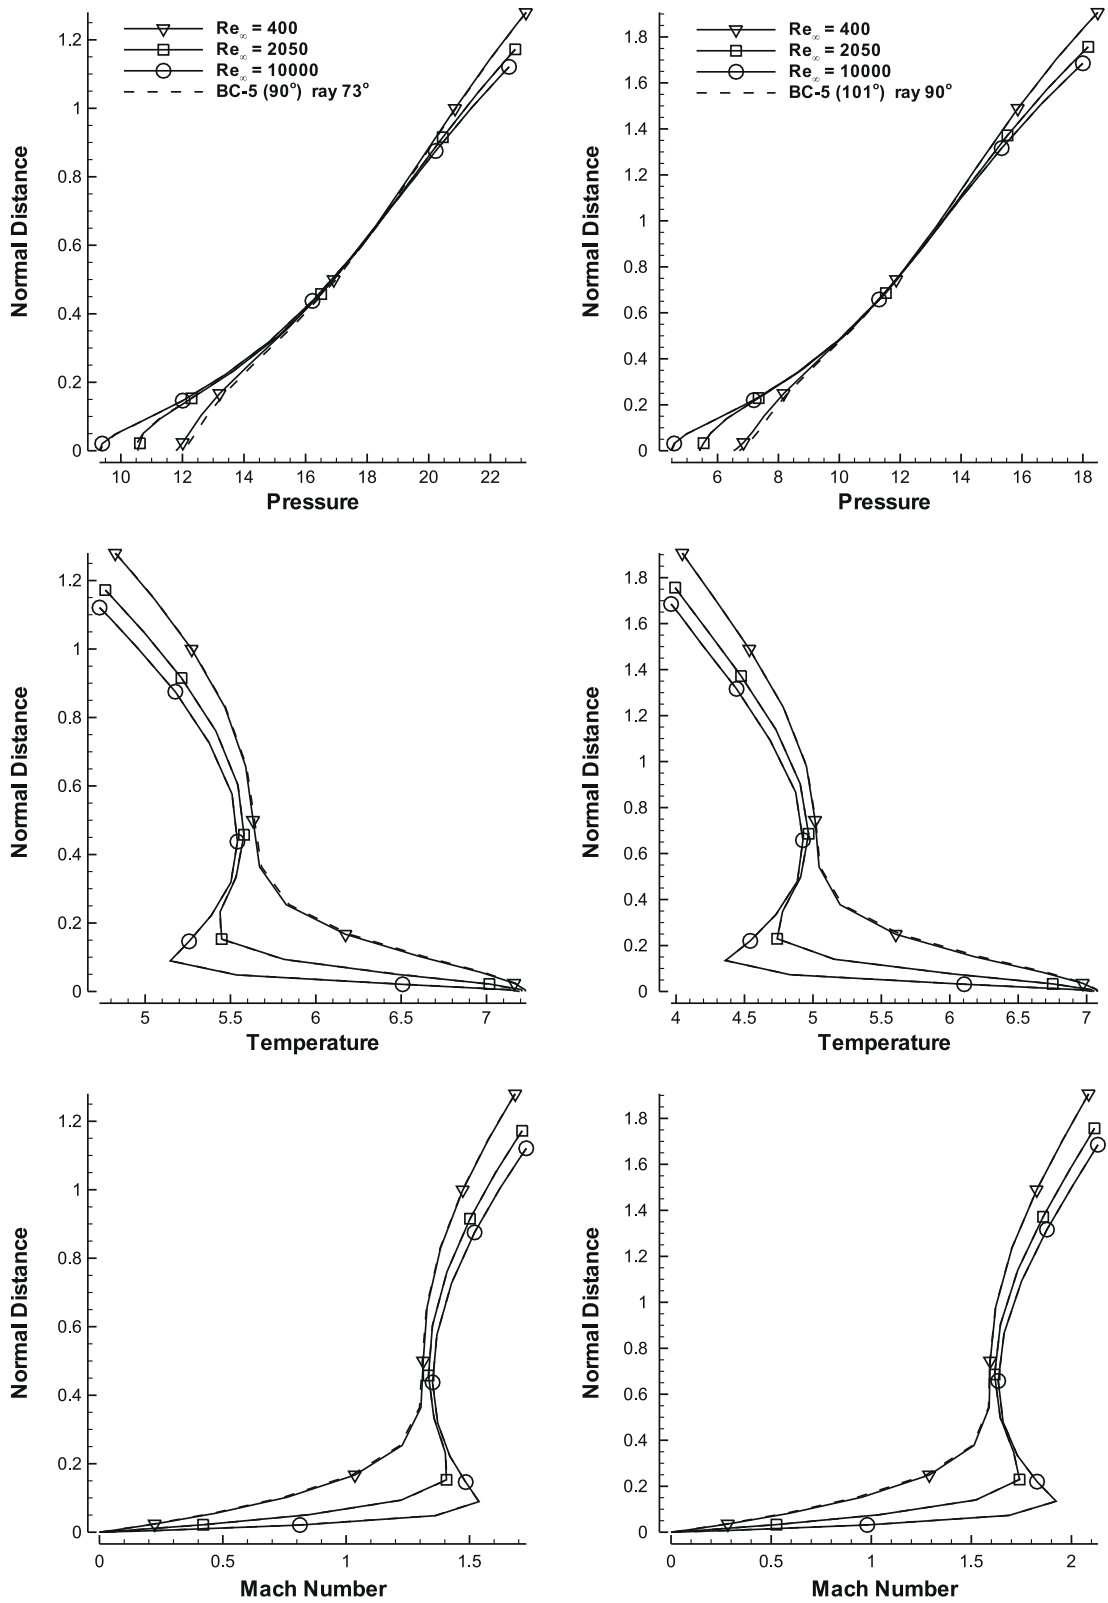 Re∞ = 400
Re∞ = 2050
Re∞ = 10000
BC-5 (90°) ray 73°
Normal Distance
1.2
1
0.8
0.6
0.4
0.2
0
10 12 14 16 18 20 22
Pressure
Re∞ = 400
Re∞ = 2050
Re∞ = 10000
BC-5 (101°) ray 90°
Normal Distance
1.8
1.6
1.4
1.2
1
0.8
0.6
0.4
0.2
0
6 8 10 12 14 16 18
Pressure
Normal Distance
1.2
1
0.8
0.6
0.4
0.2
0
5 5.5 6 6.5 7
Temperature
Normal Distance
1.8
1.6
1.4
1.2
1
0.8
0.6
0.4
0.2
0
4 4.5 5 5.5 6 6.5 7
Temperature
Normal Distance
1.2
1
0.8
0.6
0.4
0.2
0
0 0.5 1 1.5
Mach Number
Normal Distance
1.8
1.6
1.4
1.2
1
0.8
0.6
0.4
0.2
0
0 0.5 1 1.5 2
Mach Number